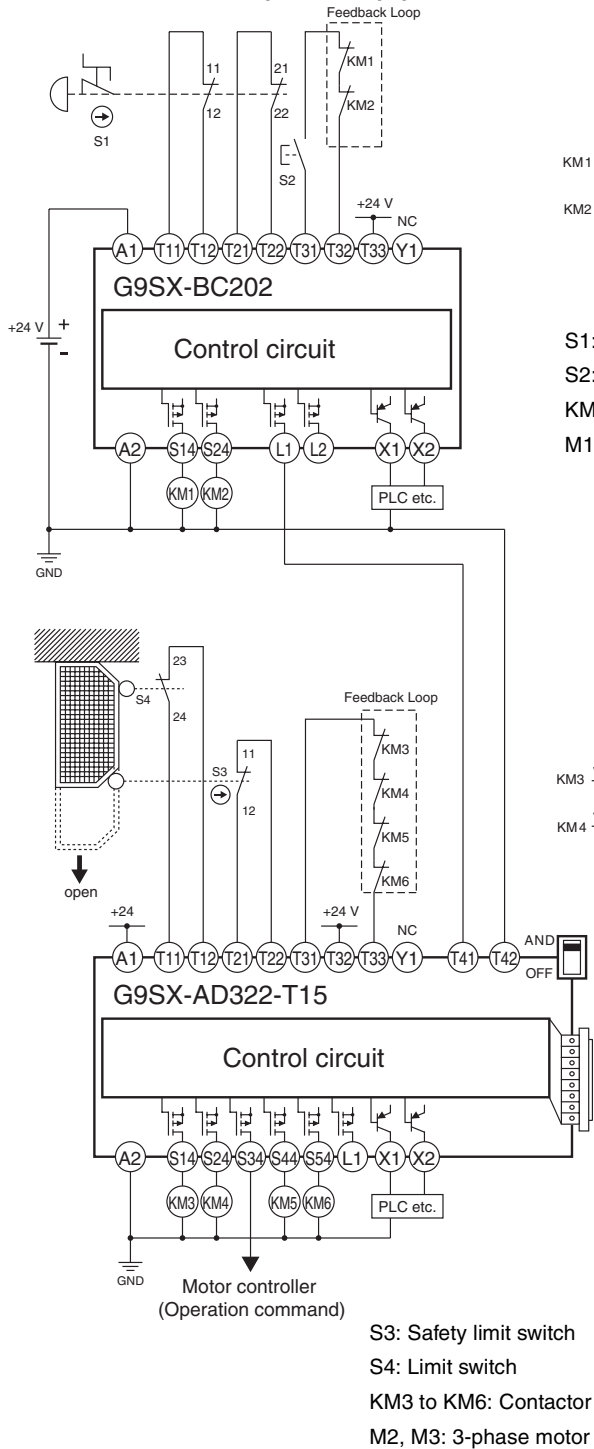 Feedback Loop
KM1
11
21
KM2
12
22
S1
S2
KM1
+24 V
NC
KM2
A1
T11
T12
T21
T22
T31
T32
T33
Y1
G9SX-BC202
+24 V
+
-
Control circuit
S1:
S2:
KM
M1
A2
S14
S24
L1
L2
X1
X2
KM1
KM2
PLC etc.
GND
23
S4
24
Feedback Loop
S3
11
KM3
KM3
12
KM4
KM4
KM5
KM6
open
+24
+24 V
NC
AND
A1
T11
T12
T21
T22
T31
T32
T33
Y1
T41
T42
OFF
G9SX-AD322-T15
Control circuit
A2
S14
S24
S34
S44
S54
L1
X1
X2
KM3
KM4
KM5
KM6
PLC etc.
GND
Motor controller
(Operation command)
S3: Safety limit switch
S4: Limit switch
KM3 to KM6: Contactor
M2, M3: 3-phase motor